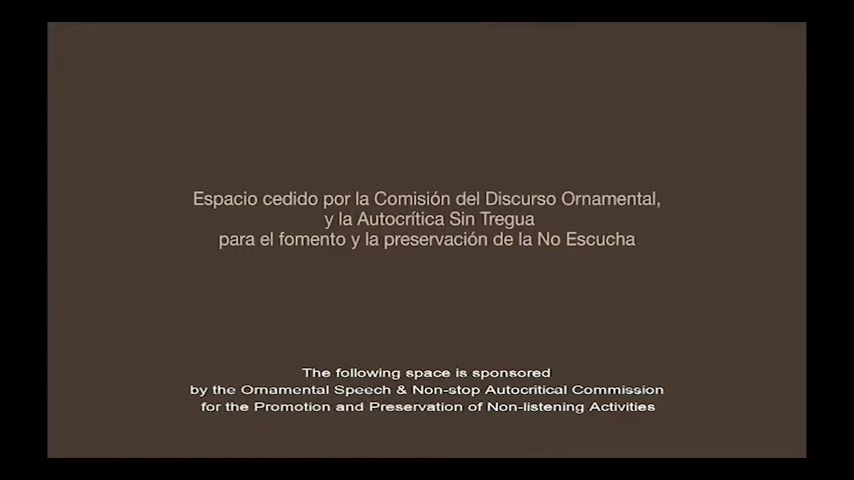 Espacio cedido por la Comisión del Discurso Ornamental,
y la Autocrítica Sin Tregua
para el fomento y la preservación de la No Escucha
The following space is sponsored
by the Ornamental Speech & Non-stop Autocritical Commission
for the Promotion and Preservation of Non-listening Activities